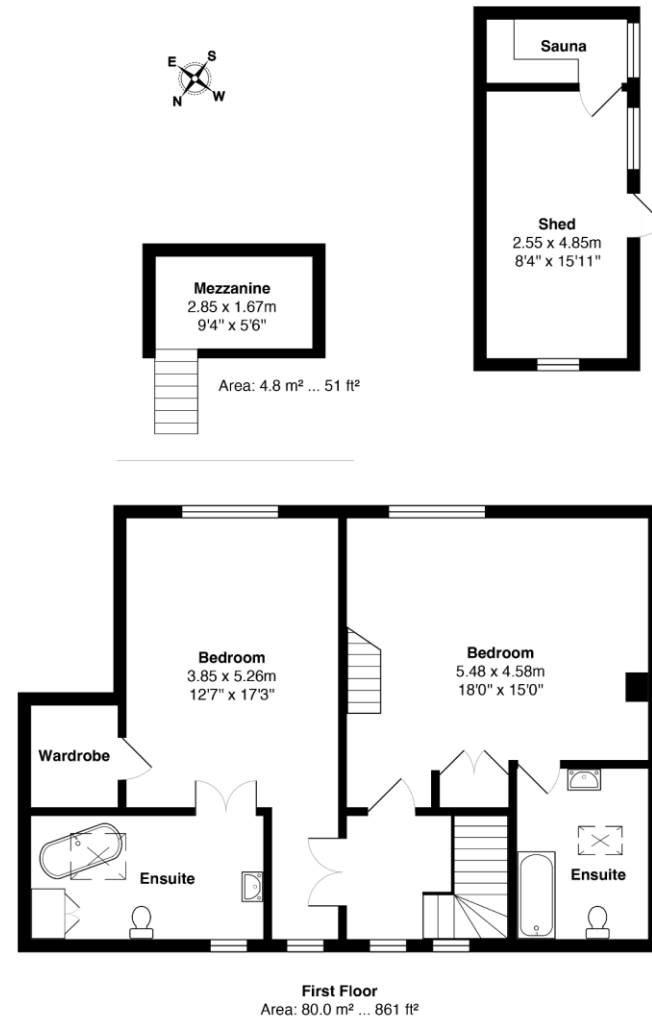 Sauna
E
S
N
W
Shed
2.55 x 4.85m
8'4" x 15'11"
Mezzanine
2.85 x 1.67m
9'4" x 5'6"
Area: 4.8 m² ... 51 ft²
Bedroom
3.85 x 5.26m
12'7" x 17'3"
Bedroom
5.48 x 4.58m
18'0" x 15'0"
Wardrobe
Ensuite
Ensuite
First Floor
Area: 80.0 m² ... 861 ft²